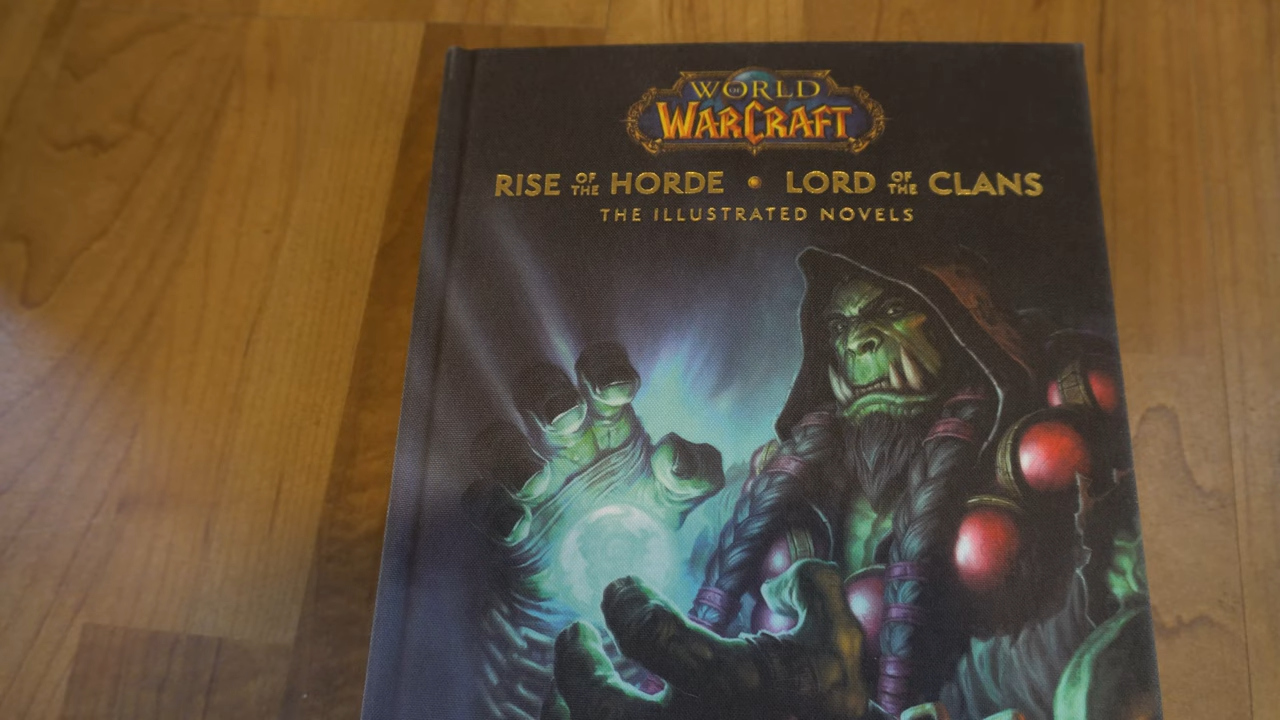 WORLD OF
WARCRAFT
RISE OF THE HORDE • LORD OF THE CLANS
THE ILLUSTRATED NOVELS